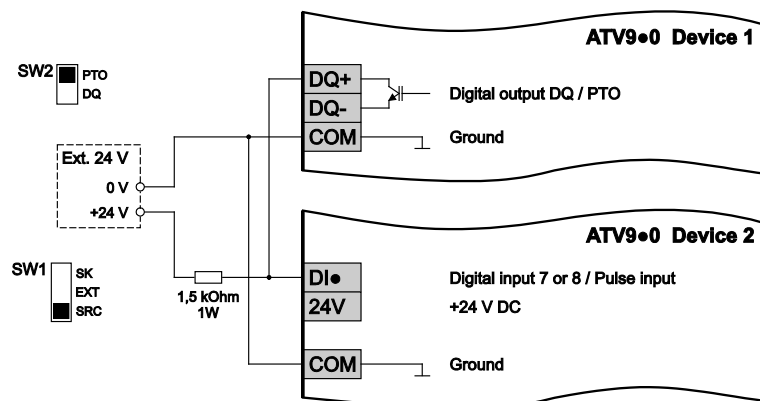 ATV9●0 Device 1
SW2
PTO
DQ
DQ+
DQ-
COM
Digital output DQ / PTO
Ground
Ext. 24 V
0 V
+24 V
ATV9●0 Device 2
SW1
SK
EXT
SRC
1,5 kOhm
1W
DI●
24V
COM
Digital input 7 or 8 / Pulse input
+24 V DC
Ground